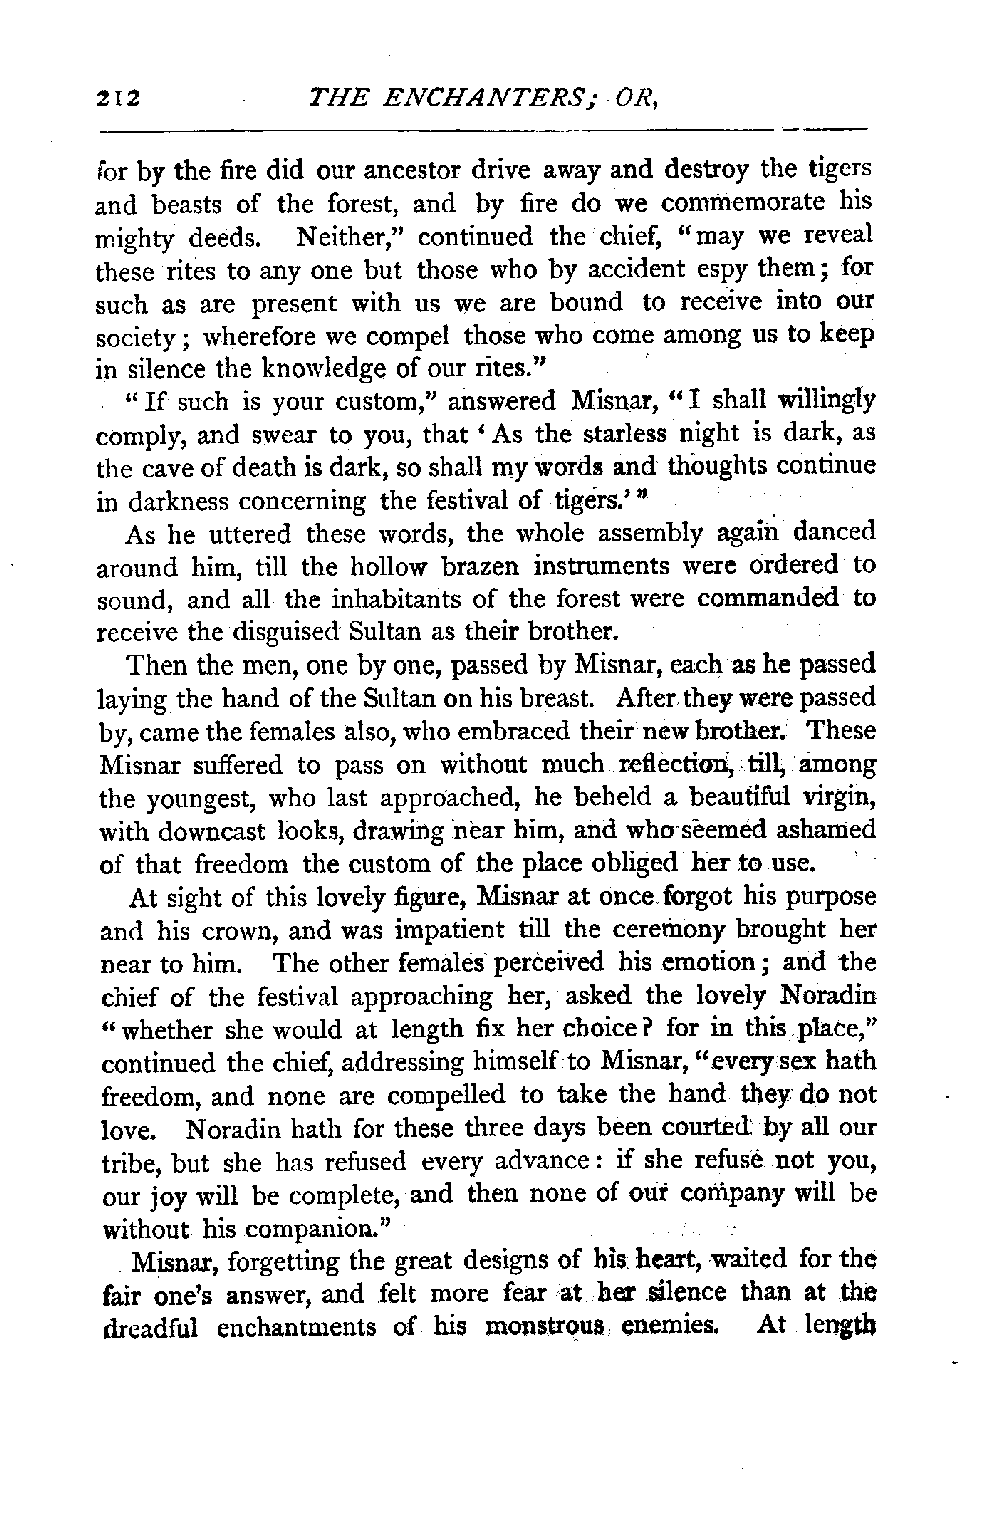 212 THE ENCHANTERS; OR,
for by the fire did our ancestor drive away and destroy the tigers
and beasts of the forest, and by fire do we commemorate his
mighty deeds. Neither,” continued the chief, “may we reveal
these rites to any one but those who by accident espy them; for
such as are present with us we are bound to receive into our
society; wherefore we compel those who come among us to keep
in silence the knowledge of our rites.”
“If such is your custom,” answered Misnar, “I shall willingly
comply, and swear to you, that ‘As the starless night is dark, as
the cave of death is dark, so shall my words and thoughts continue
in darkness concerning the festival of tigers.’”
As he uttered these words, the whole assembly again danced
around him, till the hollow brazen instruments were ordered to
sound, and all the inhabitants of the forest were commanded to
receive the disguised Sultan as their brother.
Then the men, one by one, passed by Misnar, each as he passed
laying the hand of the Sultan on his breast. After they were passed
by, came the females also, who embraced their new brother. These
Misnar suffered to pass on without much reflection, till, among
the youngest, who last approached, he beheld a beautiful virgin,
with downcast looks, drawing near him, and who seemed ashamed
of that freedom the custom of the place obliged her to use.
At sight of this lovely figure, Misnar at once forgot his purpose
and his crown, and was impatient till the ceremony brought her
near to him. The other females perceived his emotion; and the
chief of the festival approaching her, asked the lovely Noradin
“whether she would at length fix her choice? for in this place,”
continued the chief, addressing himself to Misnar, “every sex hath
freedom, and none are compelled to take the hand they do not
love. Noradin hath for these three days been courted by all our
tribe, but she has refused every advance: if she refuse not you,
our joy will be complete, and then none of our company will be
without his companion.”
Misnar, forgetting the great designs of his heart, waited for the
fair one’s answer, and felt more fear at her silence than at the
dreadful enchantments of his monstrous enemies. At length